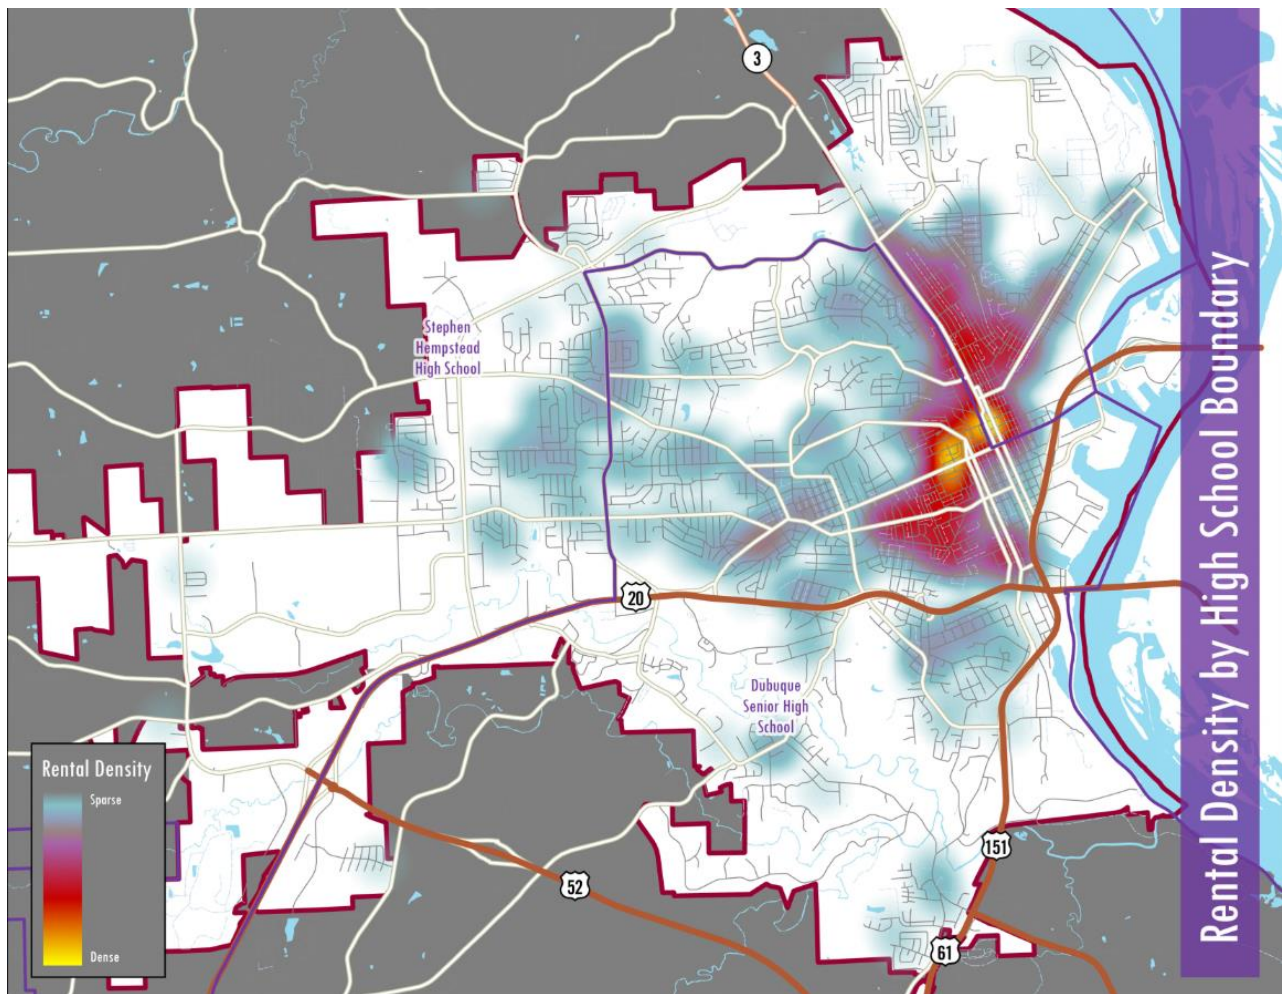 3
Stephen
Hempstead
High School
20
Dubuque
Senior High
School
Rental Density
Sparse
Dense
52
151
61
Rental Density by High School Boundary